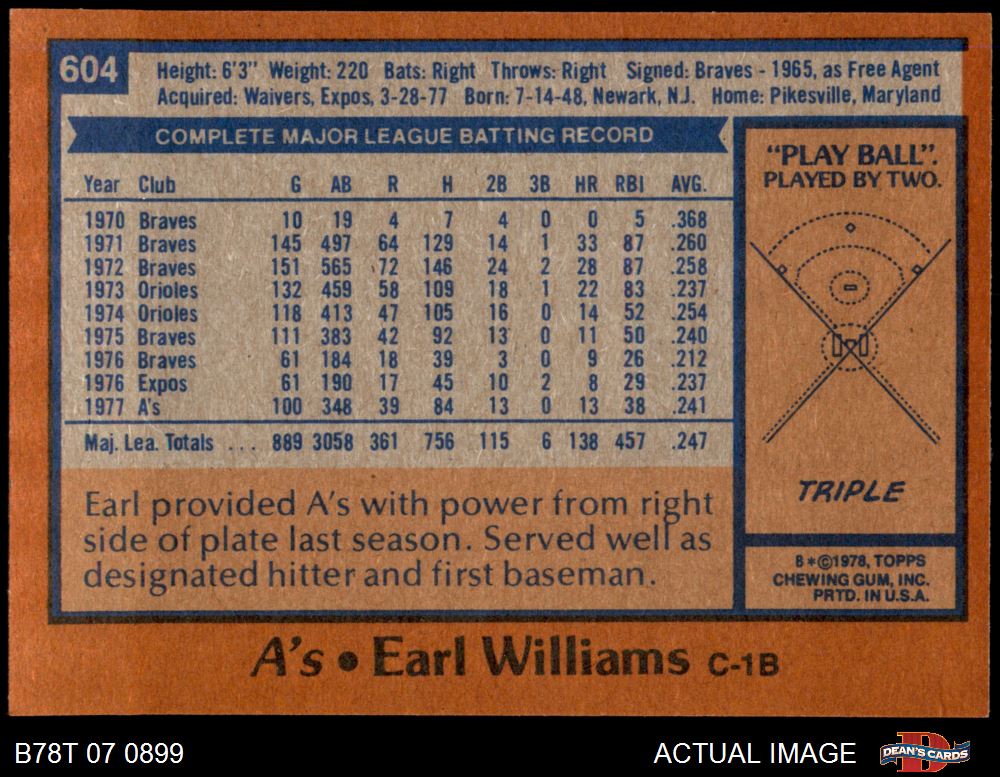 604
Height: 6'3" Weight: 220 Bats: Right Throws: Right Signed: Braves - 1965, as Free Agent
Acquired: Waivers, Expos, 3-28-77 Born: 7-14-48, Newark, N.J. Home: Pikesville, Maryland
COMPLETE MAJOR LEAGUE BATTING RECORD
Year Club G AB R H 2B 3B HR RBI AVG.
1970 Braves 10 19 4 7 4 0 0 5 .368
1971 Braves 145 497 64 129 14 1 33 87 .260
1972 Braves 151 565 72 146 24 2 28 87 .258
1973 Orioles 132 459 58 109 18 1 22 83 .237
1974 Orioles 118 413 47 105 16 0 14 52 .254
1975 Braves 111 383 42 92 13 0 11 50 .240
1976 Braves 61 184 18 39 3 0 9 26 .212
1976 Expos 61 190 17 45 10 2 8 29 .237
1977 A's 100 348 39 84 13 0 13 38 .241
Maj. Lea. Totals ... 889 3058 361 756 115 6 138 457 .247
Earl provided A's with power from right
side of plate last season. Served well as
designated hitter and first baseman.
"PLAY BALL".
PLAYED BY TWO.
TRIPLE
B*©1978, TOPPS
CHEWING GUM, INC.
PRTD. IN U.S.A.
A's • Earl Williams C-1B
B78T 07 0899
ACTUAL IMAGE
DEAN'S CARDS